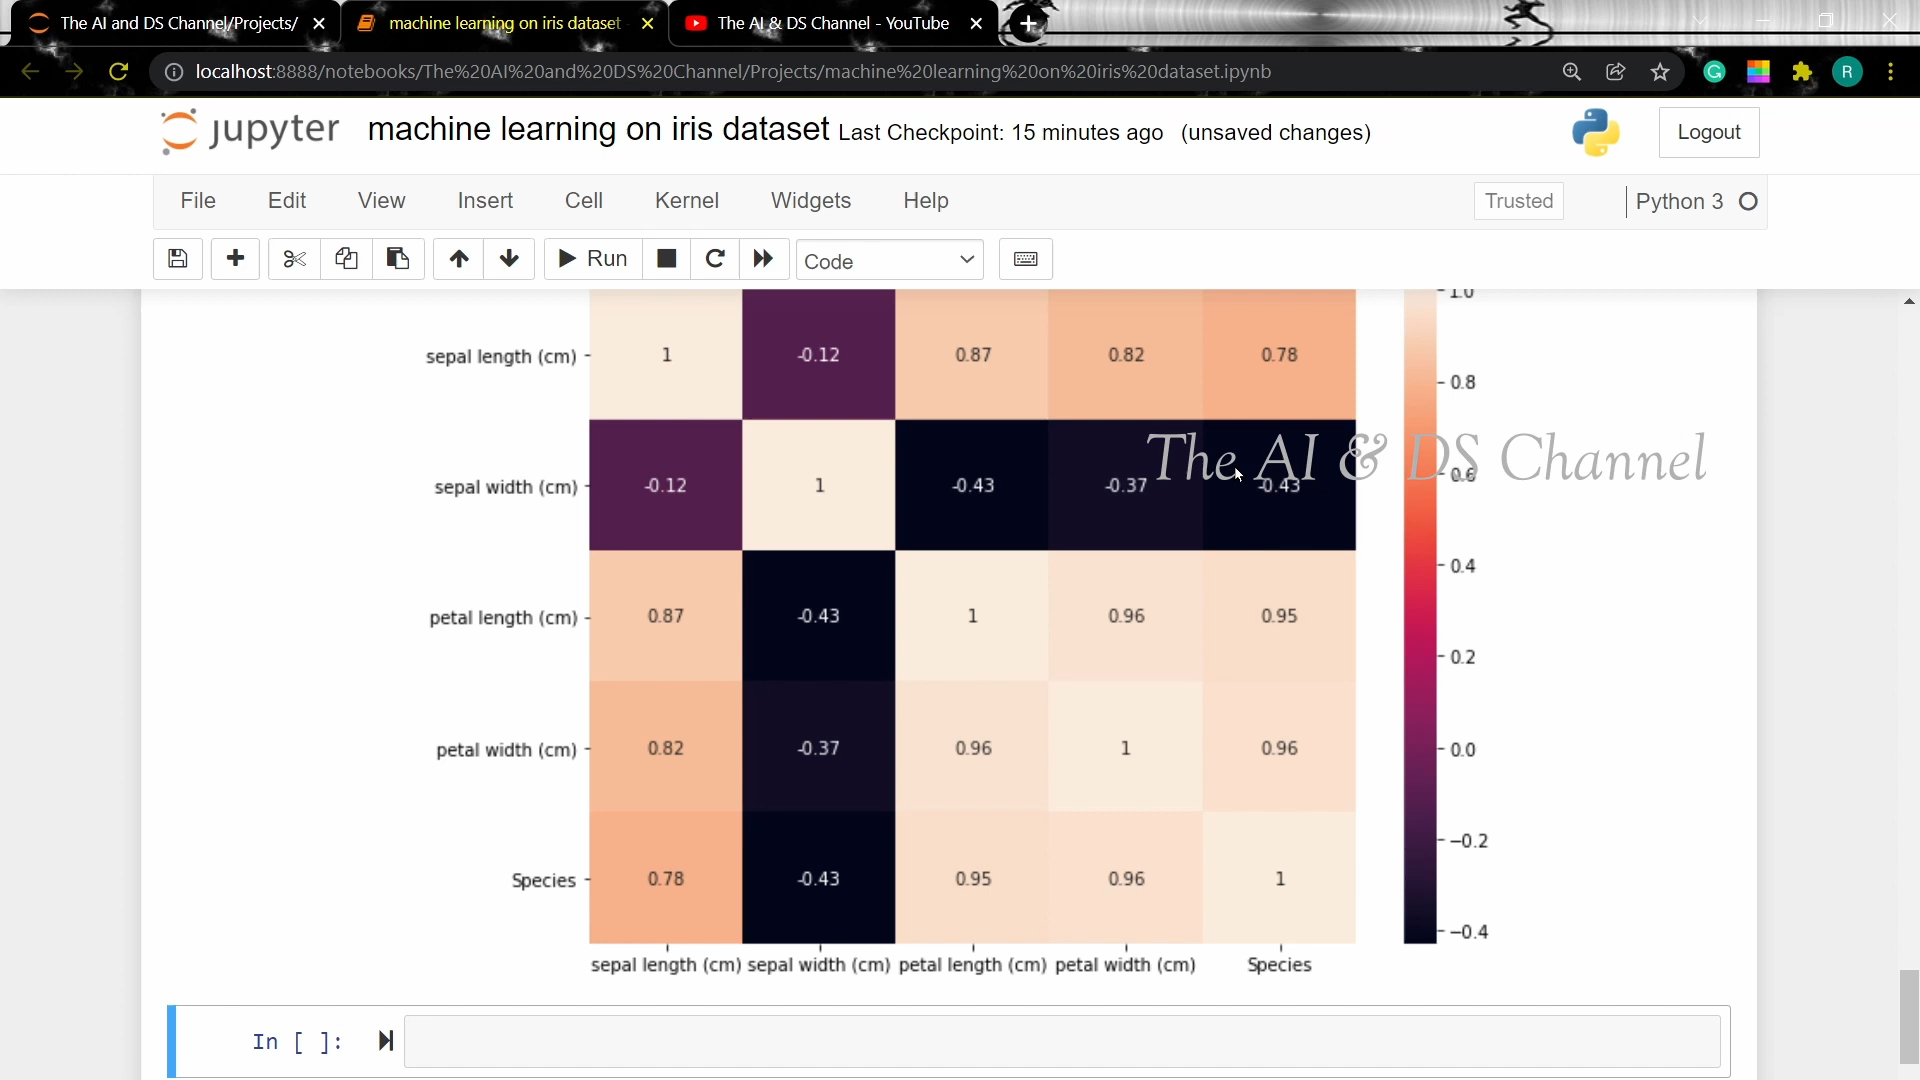 The AI and DS Channel/Projects/
machine learning on iris dataset
The AI & DS Channel - YouTube
localhost:8888/notebooks/The%20AI%20and%20DS%20Channel/Projects/machine%20learning%20on%20iris%20dataset.ipynb
R
jupyter machine learning on iris dataset Last Checkpoint: 15 minutes ago (unsaved changes)
Logout
File Edit View Insert Cell Kernel Widgets Help
Trusted Python 3
Run Code
1.0
sepal length (cm) 1 -0.12 0.87 0.82 0.78
0.8
The AI & DS Channel
0.6
sepal width (cm) -0.12 1 -0.43 -0.37 -0.43
0.4
petal length (cm) 0.87 -0.43 1 0.96 0.95
0.2
petal width (cm) 0.82 -0.37 0.96 1 0.96
0.0
−0.2
Species 0.78 -0.43 0.95 0.96 1
−0.4
sepal length (cm) sepal width (cm) petal length (cm) petal width (cm) Species
In [ ]: